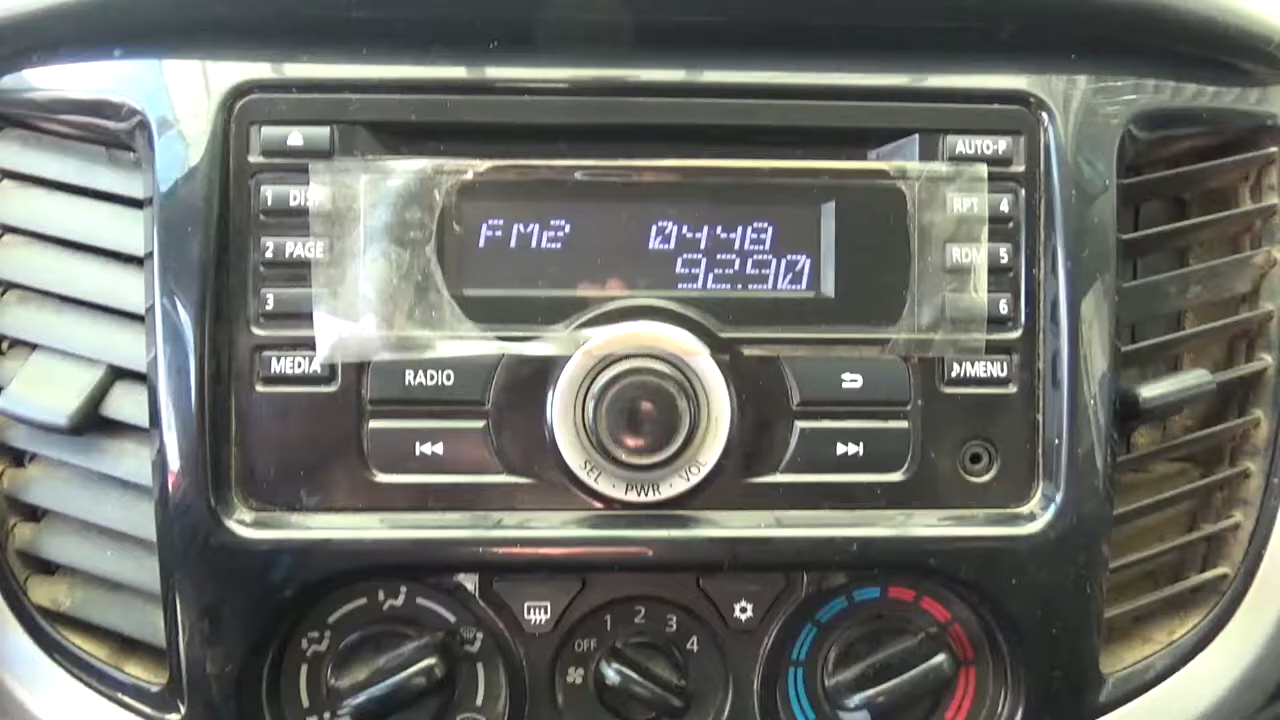 AUTO-P
1 DISP
RPT 4
FM2 04:48
2 PAGE
RDM 5
92.90
3
6
MEDIA
RADIO
♪/MENU
SEL · PWR · VOL
OFF 1 2 3 4